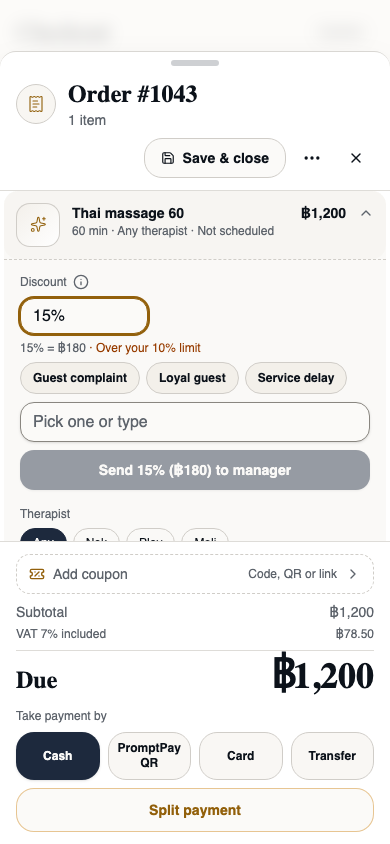 Order #1043
1 item
Save & close
Thai massage 60
฿1,200
60 min · Any therapist · Not scheduled
Discount
15%
15% = ฿180 · Over your 10% limit
Guest complaint
Loyal guest
Service delay
Pick one or type
Send 15% (฿180) to manager
Therapist
Add coupon
Code, QR or link
Subtotal
฿1,200
VAT 7% included
฿78.50
Due
฿1,200
Take payment by
Cash
PromptPay
QR
Card
Transfer
Split payment